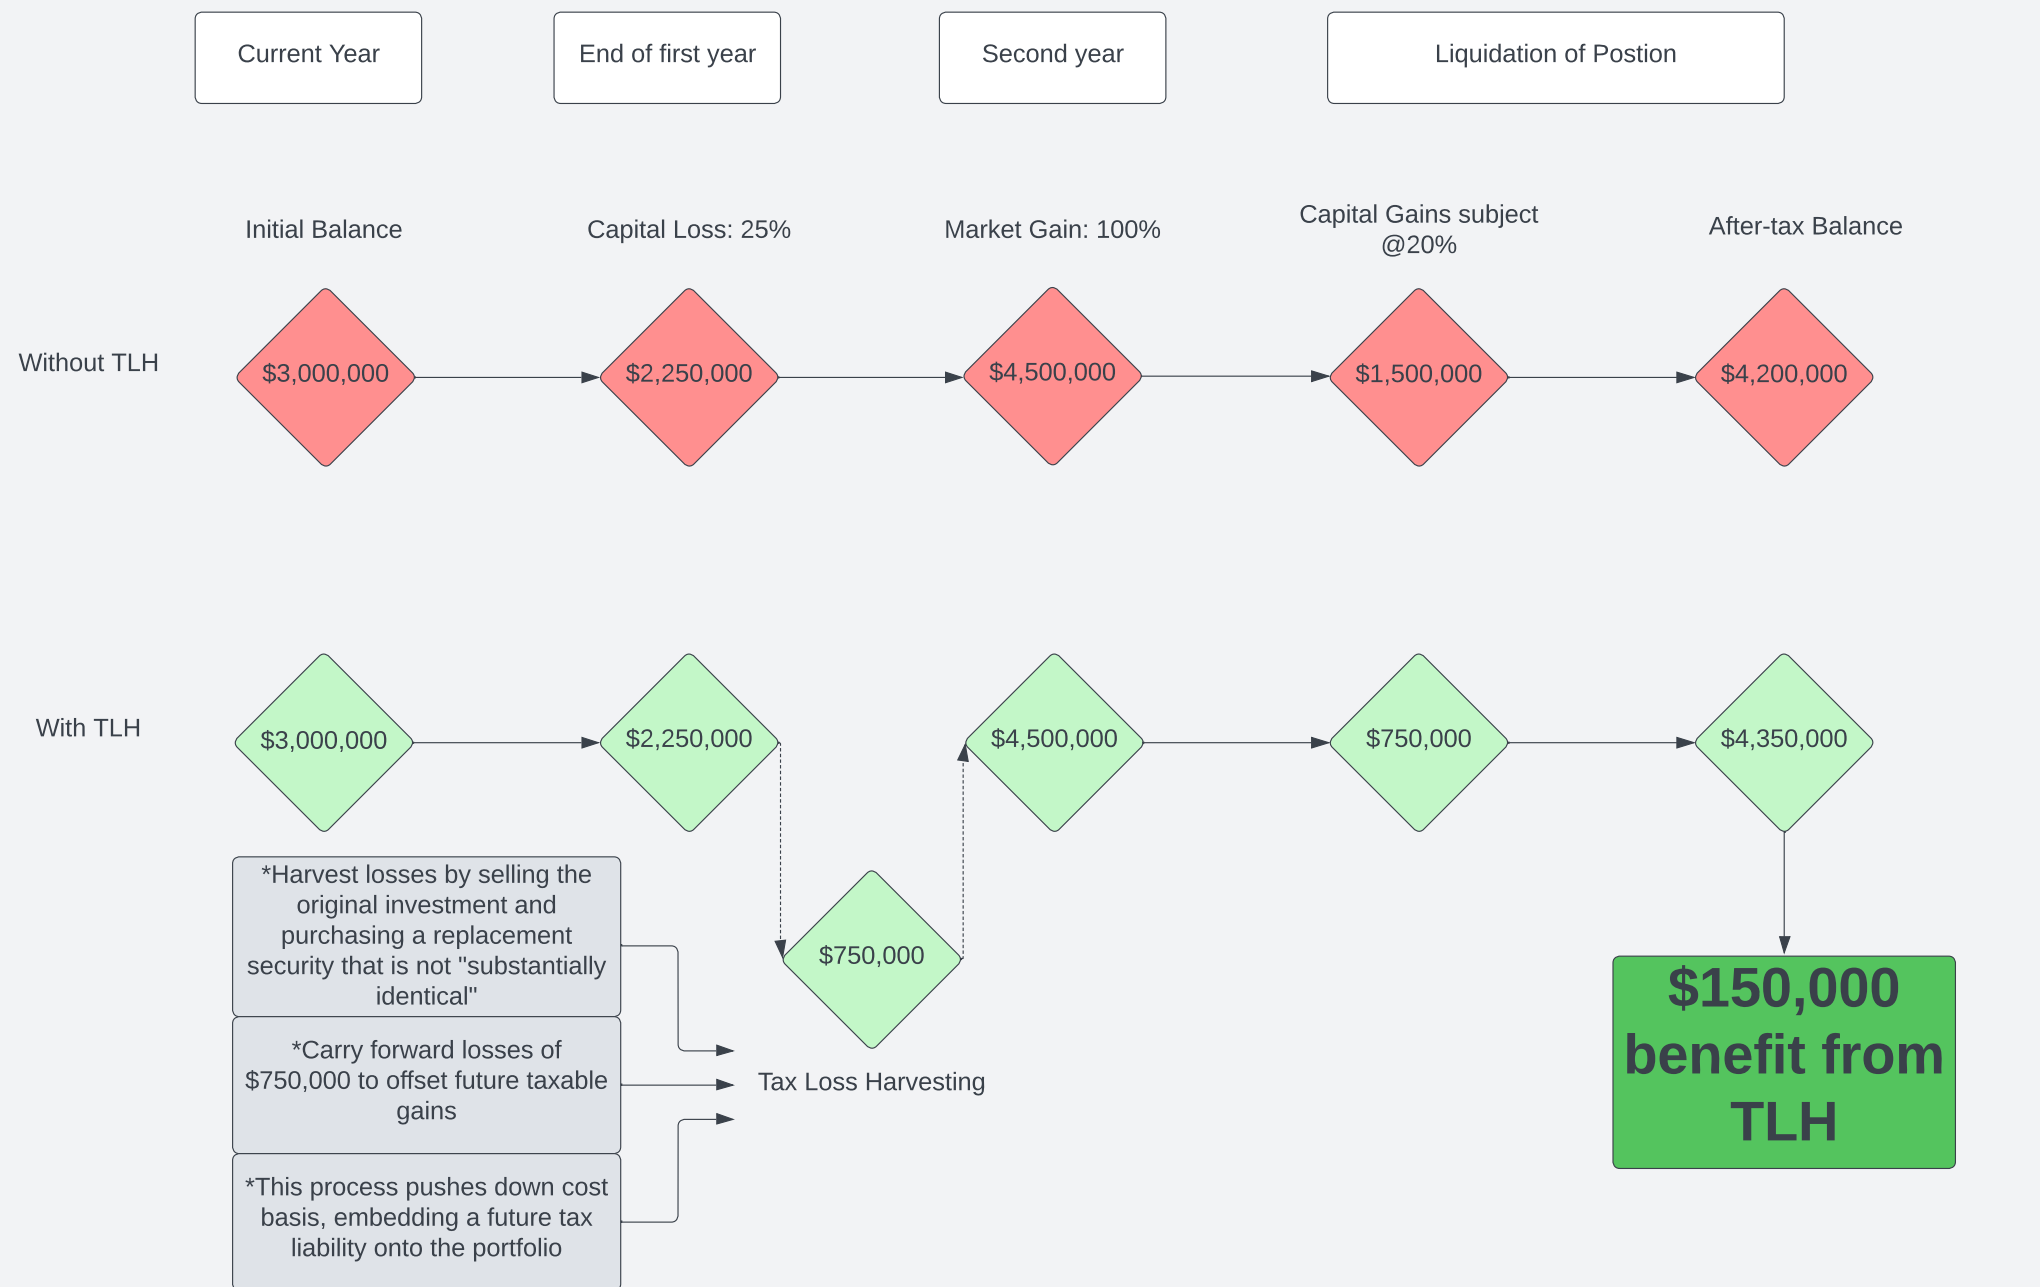 Current Year
End of first year
Second year
Liquidation of Postion
Initial Balance
Capital Loss: 25%
Market Gain: 100%
Capital Gains subject
@20%
After-tax Balance
Without TLH
$3,000,000
$2,250,000
$4,500,000
$1,500,000
$4,200,000
With TLH
$3,000,000
$2,250,000
$4,500,000
$750,000
$4,350,000
*Harvest losses by selling the
original investment and
purchasing a replacement
security that is not "substantially
identical"
*Carry forward losses of
$750,000 to offset future taxable
gains
*This process pushes down cost
basis, embedding a future tax
liability onto the portfolio
$750,000
Tax Loss Harvesting
$150,000
benefit from
TLH